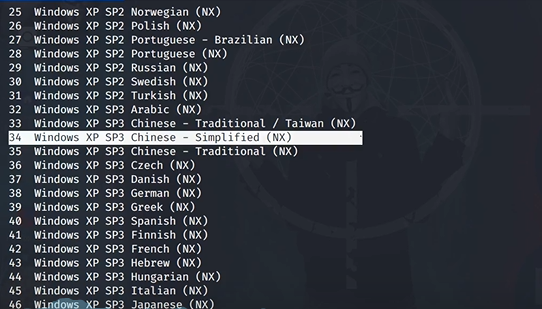 25 Windows XP SP2 Norwegian (NX)
26 Windows XP SP2 Polish (NX)
27 Windows XP SP2 Portuguese - Brazilian (NX)
28 Windows XP SP2 Portuguese (NX)
29 Windows XP SP2 Russian (NX)
30 Windows XP SP2 Swedish (NX)
31 Windows XP SP2 Turkish (NX)
32 Windows XP SP3 Arabic (NX)
33 Windows XP SP3 Chinese - Traditional / Taiwan (NX)
34 Windows XP SP3 Chinese - Simplified (NX)
35 Windows XP SP3 Chinese - Traditional (NX)
36 Windows XP SP3 Czech (NX)
37 Windows XP SP3 Danish (NX)
38 Windows XP SP3 German (NX)
39 Windows XP SP3 Greek (NX)
40 Windows XP SP3 Spanish (NX)
41 Windows XP SP3 Finnish (NX)
42 Windows XP SP3 French (NX)
43 Windows XP SP3 Hebrew (NX)
44 Windows XP SP3 Hungarian (NX)
45 Windows XP SP3 Italian (NX)
46 Windows XP SP3 Japanese (NX)